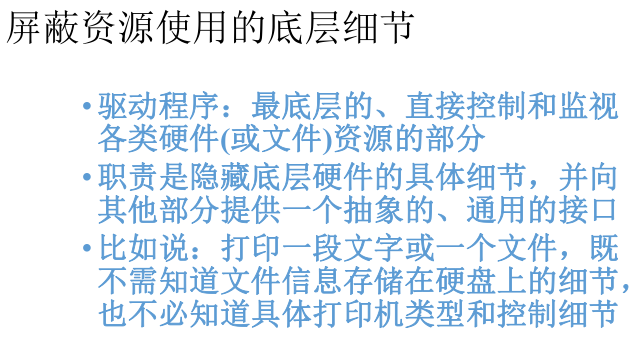 屏蔽资源使用的底层细节
•驱动程序：最底层的、直接控制和监视
各类硬件(或文件)资源的部分
•职责是隐藏底层硬件的具体细节，并向
其他部分提供一个抽象的、通用的接口
•比如说：打印一段文字或一个文件，既
不需知道文件信息存储在硬盘上的细节，
也不必知道具体打印机类型和控制细节